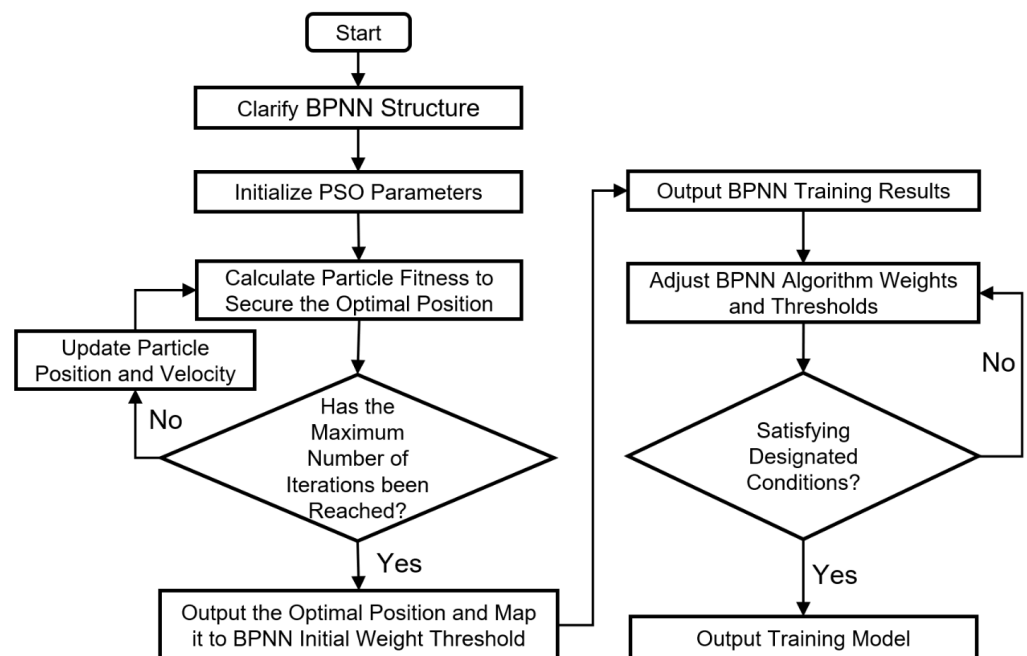 Start
Clarify BPNN Structure
Initialize PSO Parameters
Calculate Particle Fitness to
Secure the Optimal Position
Update Particle
Position and Velocity
No
Has the
Maximum
Number of
Iterations been
Reached?
Yes
Output the Optimal Position and Map
it to BPNN Initial Weight Threshold
Output BPNN Training Results
Adjust BPNN Algorithm Weights
and Thresholds
No
Satisfying
Designated
Conditions?
Yes
Output Training Model